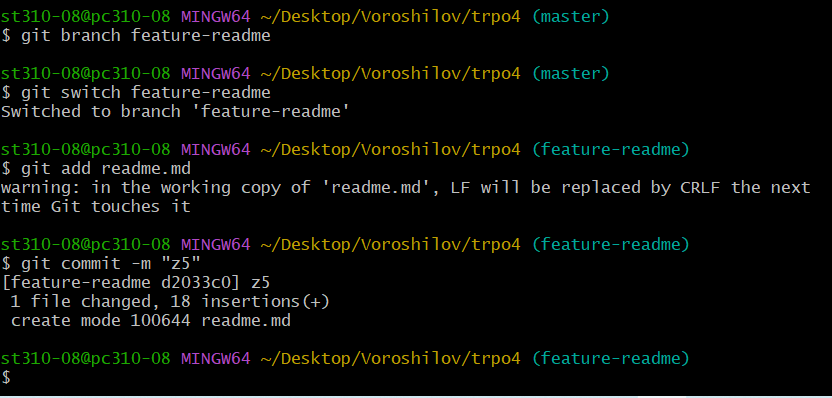 st310-08@pc310-08 MINGW64 ~/Desktop/Voroshilov/trpo4 (master)
$ git branch feature-readme
st310-08@pc310-08 MINGW64 ~/Desktop/Voroshilov/trpo4 (master)
$ git switch feature-readme
Switched to branch 'feature-readme'
st310-08@pc310-08 MINGW64 ~/Desktop/Voroshilov/trpo4 (feature-readme)
$ git add readme.md
warning: in the working copy of 'readme.md', LF will be replaced by CRLF the next
time Git touches it
st310-08@pc310-08 MINGW64 ~/Desktop/Voroshilov/trpo4 (feature-readme)
$ git commit -m "z5"
[feature-readme d2033c0] z5
 1 file changed, 18 insertions(+)
 create mode 100644 readme.md
st310-08@pc310-08 MINGW64 ~/Desktop/Voroshilov/trpo4 (feature-readme)
$